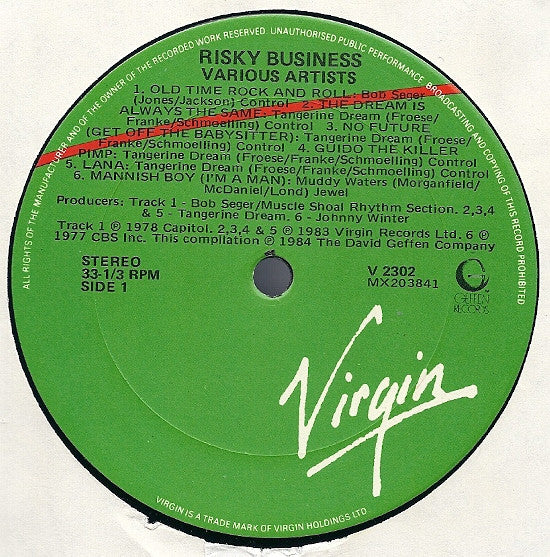 ALL RIGHTS OF THE MANUFACTURER AND OF THE OWNER OF THE RECORDED WORK RESERVED. UNAUTHORISED PUBLIC PERFORMANCE, BROADCASTING AND COPYING OF THIS RECORD PROHIBITED
RISKY BUSINESS
VARIOUS ARTISTS
1. OLD TIME ROCK AND ROLL: Bob Seger
(Jones/Jackson) Control 2. THE DREAM IS
ALWAYS THE SAME: Tangerine Dream (Froese/
Franke/Schmoelling) Control 3. NO FUTURE
(GET OFF THE BABYSITTER): Tangerine Dream (Froese/
Franke/Schmoelling) Control 4. GUIDO THE KILLER
PIMP: Tangerine Dream (Froese/Franke/Schmoelling) Control
5. LANA: Tangerine Dream (Froese/Franke/Schmoelling) Control
6. MANNISH BOY (I'M A MAN): Muddy Waters (Morganfield/
McDaniel/Lond) Jewel
Producers: Track 1 - Bob Seger/Muscle Shoal Rhythm Section. 2,3,4
& 5 - Tangerine Dream. 6 - Johnny Winter
Track 1 ℗ 1978 Capitol. 2,3,4 & 5 ℗ 1983 Virgin Records Ltd. 6 ℗
1977 CBS Inc. This compilation ℗ 1984 The David Geffen Company
STEREO
33-1/3 RPM
SIDE 1
V 2302
MX203841
G
GEFFEN
RECORDS
Virgin
VIRGIN IS A TRADE MARK OF VIRGIN HOLDINGS LTD.